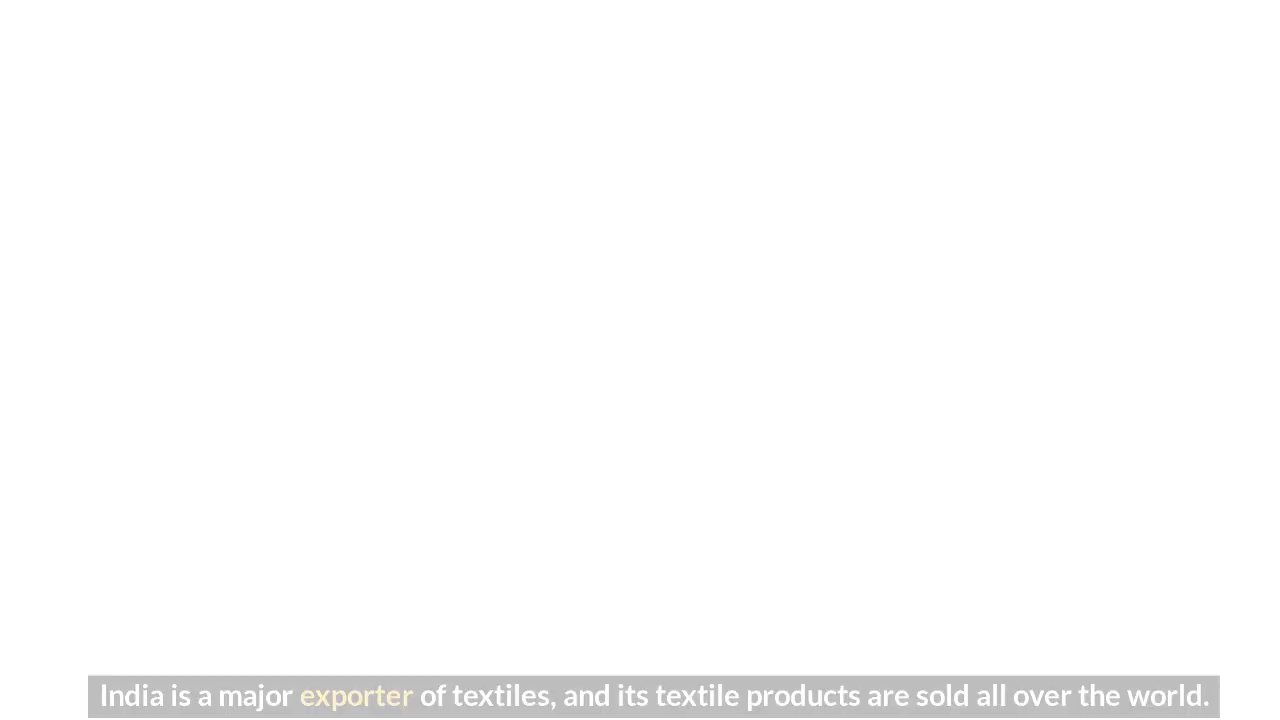 India is a major exporter of textiles, and its textile products are sold all over the world.